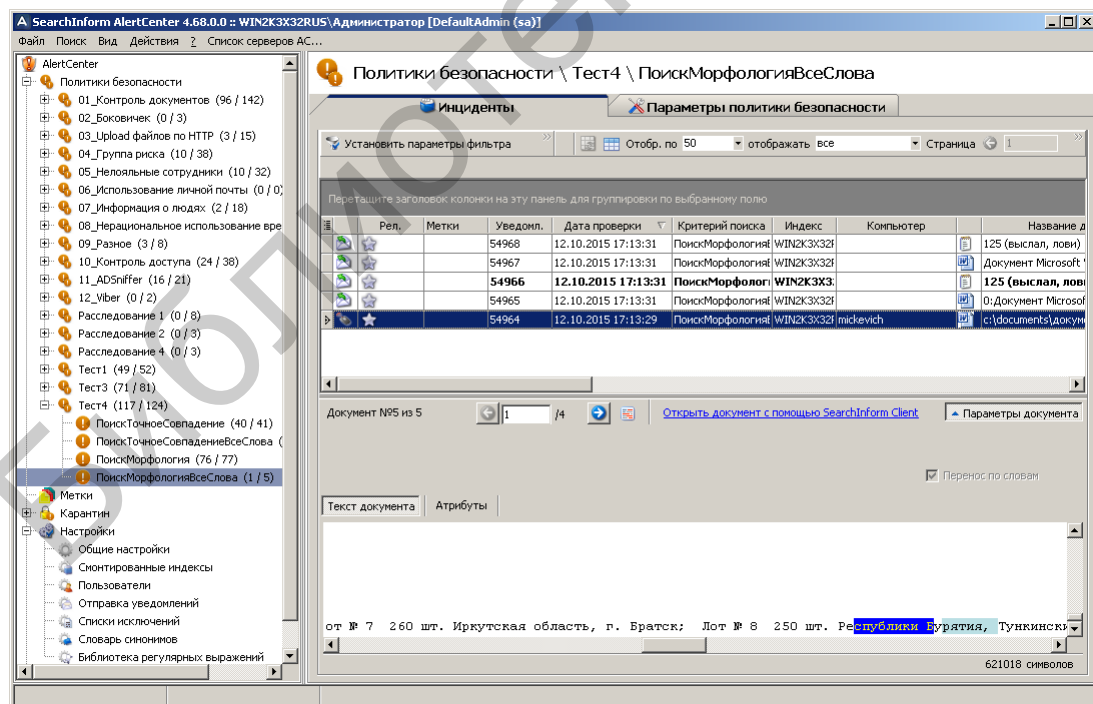 SearchInform AlertCenter 4.68.0.0 :: WIN2K3X32RUS\Администратор [DefaultAdmin (sa)]
Файл Поиск Вид Действия ? Список серверов АС...
AlertCenter
Политики безопасности
01_Контроль документов (96 / 142)
02_Боковичек (0 / 3)
03_Upload файлов по HTTP (3 / 15)
04_Группа риска (10 / 38)
05_Нелояльные сотрудники (10 / 32)
06_Использование личной почты (0 / 0)
07_Информация о людях (2 / 18)
08_Нерациональное использование вре
09_Разное (3 / 8)
10_Контроль доступа (24 / 38)
11_ADSniffer (16 / 21)
12_Viber (0 / 2)
Расследование 1 (0 / 8)
Расследование 2 (0 / 3)
Расследование 4 (0 / 3)
Тест1 (49 / 52)
Тест3 (71 / 81)
Тест4 (117 / 124)
ПоискТочноеСовпадение (40 / 41)
ПоискТочноеСовпадениеВсеСлова (
ПоискМорфология (76 / 77)
ПоискМорфологияВсеСлова (1 / 5)
Метки
Карантин
Настройки
Общие настройки
Смонтированные индексы
Пользователи
Отправка уведомлений
Списки исключений
Словарь синонимов
Библиотека регулярных выражений
Политики безопасности \ Тест4 \ ПоискМорфологияВсеСлова
Инциденты Параметры политики безопасности
Установить параметры фильтра Отобр. по 50 отображать все Страница 1
Перетащите заголовок колонки на эту панель для группировки по выбранному полю
Рел. Метки Уведомл. Дата проверки Критерий поиска Индекс Компьютер Название д
54968 12.10.2015 17:13:31 ПоискМорфология WIN2K3X32 125 (выслал, лови)
54967 12.10.2015 17:13:31 ПоискМорфология WIN2K3X32 Документ Microsoft
54966 12.10.2015 17:13:31 ПоискМорфолог WIN2K3X3 125 (выслал, лов
54965 12.10.2015 17:13:31 ПоискМорфология WIN2K3X32 0:Документ Microsof
54964 12.10.2015 17:13:29 ПоискМорфология WIN2K3X32 mickevich c:\documents\докум
Документ №5 из 5 1 /4 Открыть документ с помощью SearchInform Client Параметры документа
Перенос по словам
Текст документа Атрибуты
от № 7 260 шт. Иркутская область, г. Братск; Лот № 8 250 шт. Республики Бурятия, Тункински
621018 символов
Библиоте